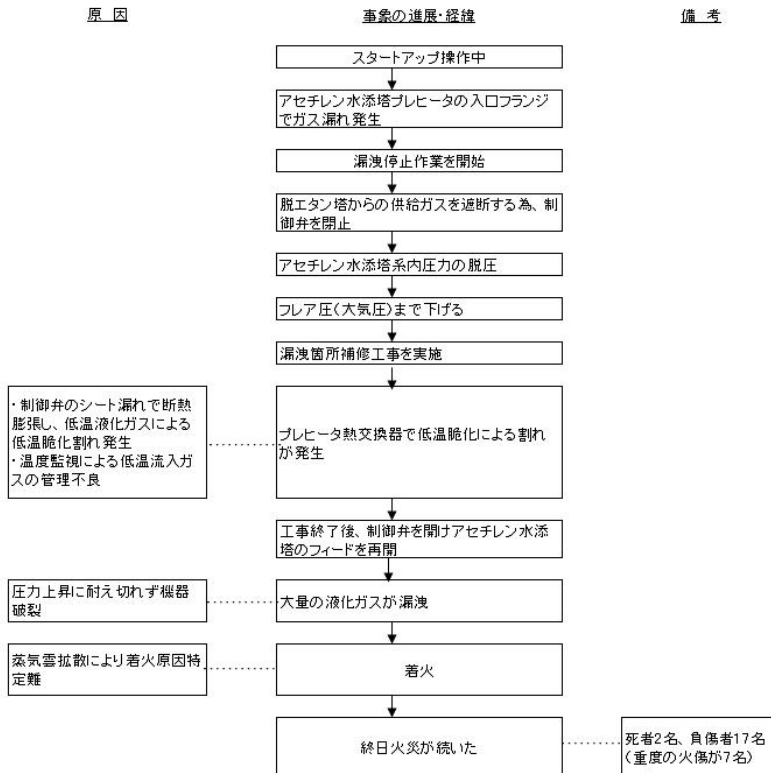 原 因
事象の進展・経緯
備 考
スタートアップ操作中
アセチレン水添塔プレヒータの入口フランジ
でガス漏れ発生
漏洩停止作業を開始
脱エタン塔からの供給ガスを遮断する為、制
御弁を閉止
アセチレン水添塔系内圧力の脱圧
フレア圧(大気圧)まで下げる
漏洩箇所補修工事を実施
・制御弁のシート漏れで断熱
膨張し、低温液化ガスによる
低温脆化割れ発生
・温度監視による低温流入ガ
スの管理不良
プレヒータ熱交換器で低温脆化による割れ
が発生
工事終了後、制御弁を開けアセチレン水添
塔のフィードを再開
圧力上昇に耐え切れず機器
破裂
大量の液化ガスが漏洩
蒸気雲拡散により着火原因特
定難
着火
終日火災が続いた
死者2名、負傷者17名
(重度の火傷が7名)